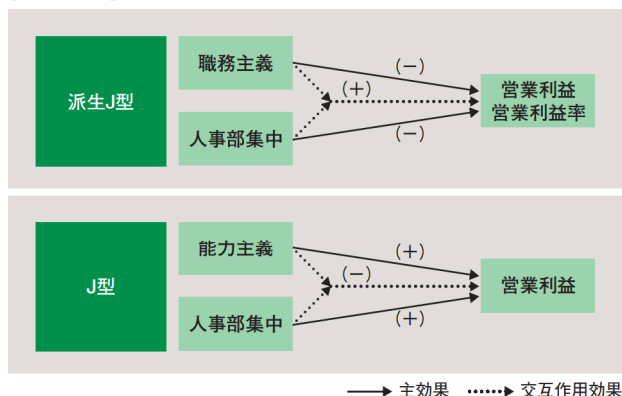 派生J型
職務主義
人事部集中
(−)
(+)
(−)
営業利益
営業利益率
J型
能力主義
人事部集中
(+)
(−)
(+)
営業利益
主効果
交互作用効果